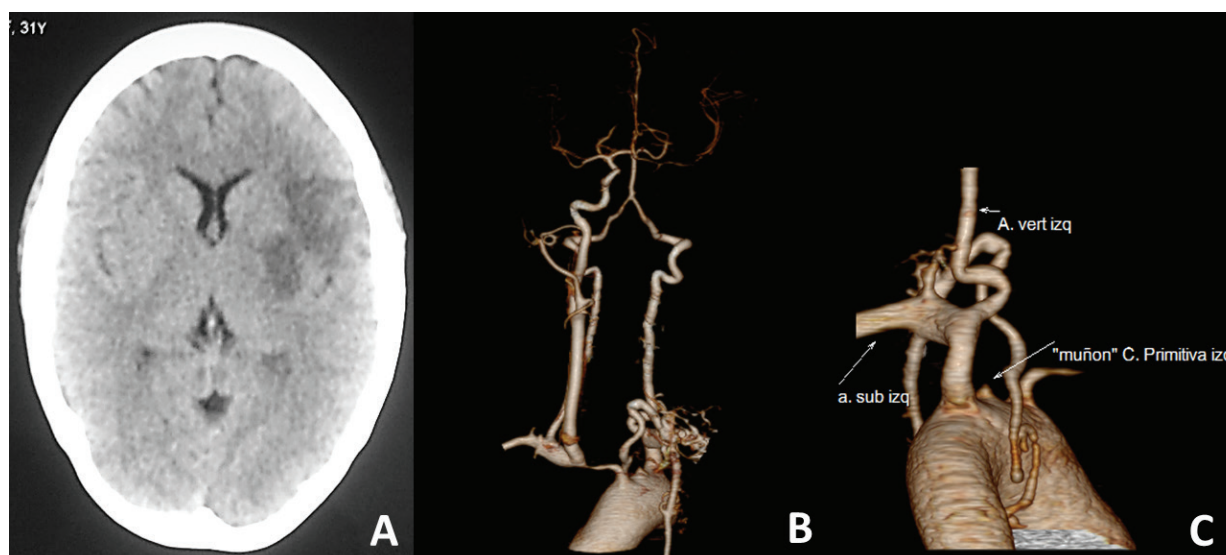 F, 31Y
A. vert izq
"muñon" C. Primitiva izq
a. sub izq
A
B
C